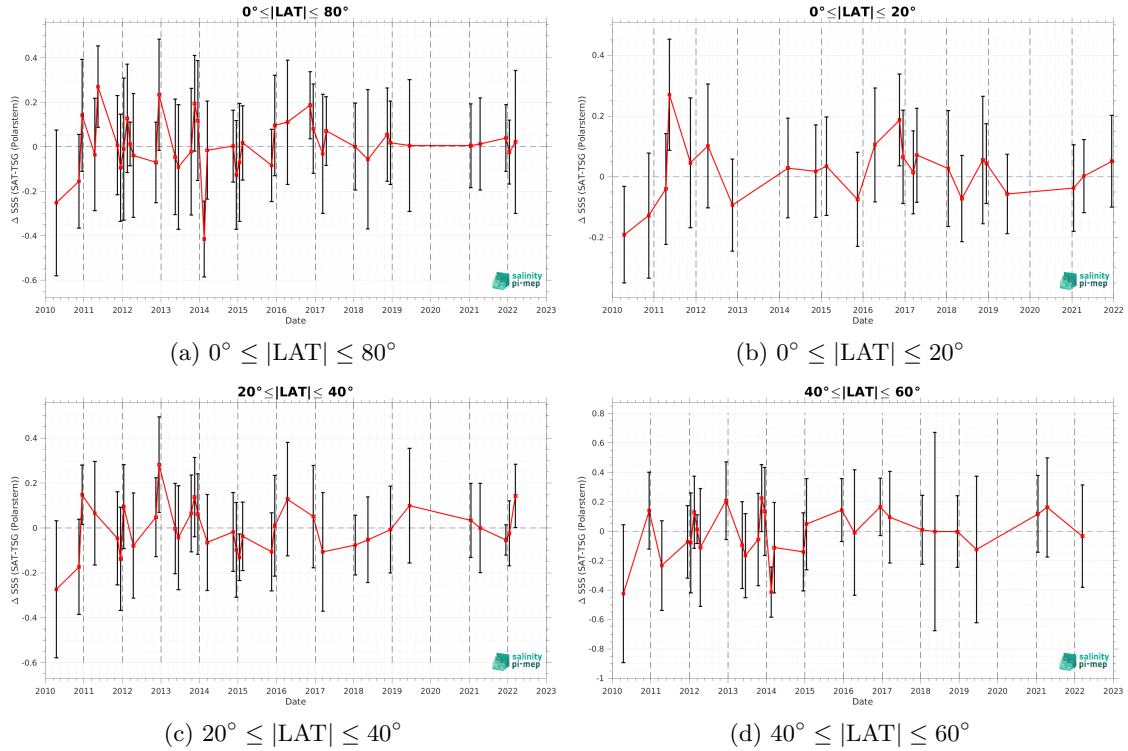 0°≤|LAT|≤ 80°
0.4
0.2
0
-0.2
-0.4
-0.6
Δ SSS (SAT-TSG (Polarstern))
2010 2011 2012 2013 2014 2015 2016 2017 2018 2019 2020 2021 2022 2023
Date
salinity
pi-mep
(a) 0° ≤ |LAT| ≤ 80°
0°≤|LAT|≤ 20°
0.4
0.2
0
-0.2
Δ SSS (SAT-TSG (Polarstern))
2010 2011 2012 2013 2014 2015 2016 2017 2018 2019 2020 2021 2022
Date
salinity
pi-mep
(b) 0° ≤ |LAT| ≤ 20°
20°≤|LAT|≤ 40°
0.4
0.2
0
-0.2
-0.4
-0.6
Δ SSS (SAT-TSG (Polarstern))
2010 2011 2012 2013 2014 2015 2016 2017 2018 2019 2020 2021 2022 2023
Date
salinity
pi-mep
(c) 20° ≤ |LAT| ≤ 40°
40°≤|LAT|≤ 60°
0.8
0.6
0.4
0.2
0
-0.2
-0.4
-0.6
-0.8
-1
Δ SSS (SAT-TSG (Polarstern))
2010 2011 2012 2013 2014 2015 2016 2017 2018 2019 2020 2021 2022 2023
Date
salinity
pi-mep
(d) 40° ≤ |LAT| ≤ 60°